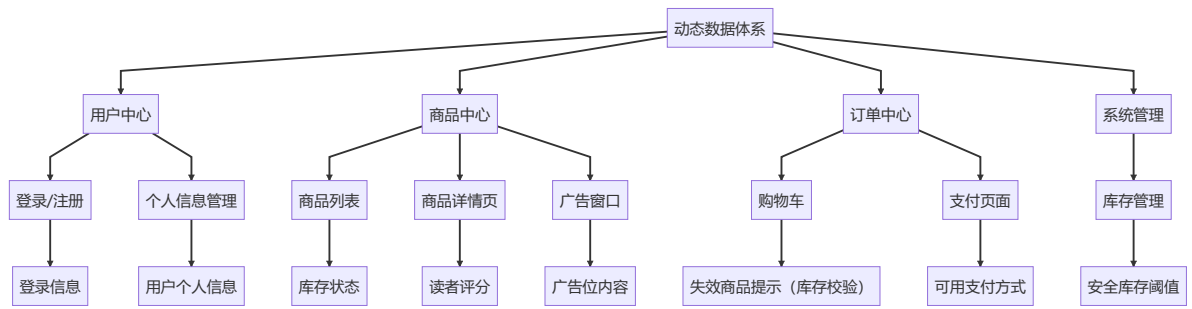 动态数据体系
用户中心
商品中心
订单中心
系统管理
登录/注册
个人信息管理
商品列表
商品详情页
广告窗口
购物车
支付页面
库存管理
登录信息
用户个人信息
库存状态
读者评分
广告位内容
失效商品提示（库存校验）
可用支付方式
安全库存阈值